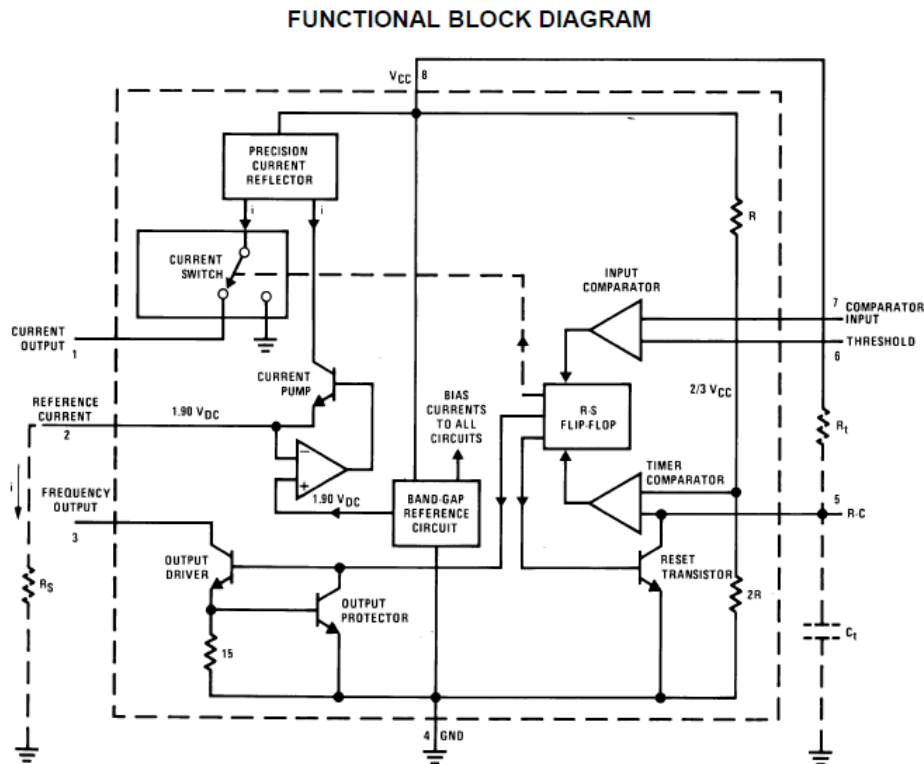 FUNCTIONAL BLOCK DIAGRAM
VCC 8
PRECISION
CURRENT
REFLECTOR
i
i
R
CURRENT
SWITCH
INPUT
COMPARATOR
7 COMPARATOR
INPUT
THRESHOLD
6
CURRENT
OUTPUT
1
CURRENT
PUMP
2/3 VCC
BIAS
CURRENTS
TO ALL
CIRCUITS
R-S
FLIP-FLOP
REFERENCE
CURRENT
2
1.90 VDC
Rt
TIMER
COMPARATOR
i
−
+
1.90 VDC
BAND-GAP
REFERENCE
CIRCUIT
5
R-C
FREQUENCY
OUTPUT
3
OUTPUT
DRIVER
RESET
TRANSISTOR
2R
RS
OUTPUT
PROTECTOR
15
Ct
4 GND